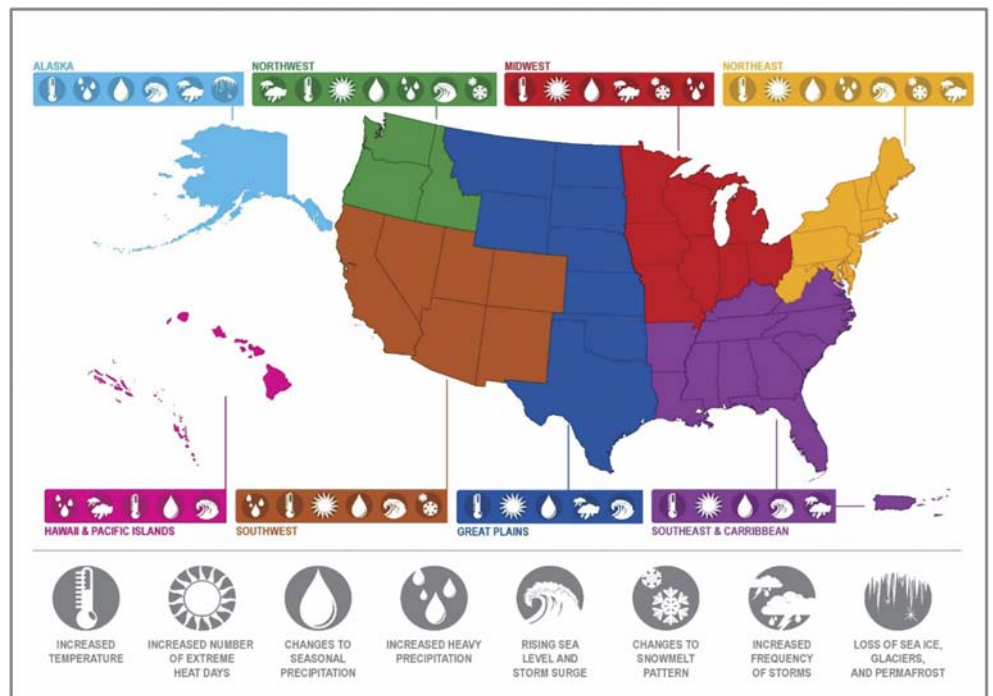 ALASKA
NORTHWEST
MIDWEST
NORTHEAST
HAWAII & PACIFIC ISLANDS
SOUTHWEST
GREAT PLAINS
SOUTHEAST & CARRIBBEAN
INCREASED
TEMPERATURE
INCREASED NUMBER
OF EXTREME
HEAT DAYS
CHANGES TO
SEASONAL
PRECIPITATION
INCREASED HEAVY
PRECIPITATION
RISING SEA
LEVEL AND
STORM SURGE
CHANGES TO
SNOWMELT
PATTERN
INCREASED
FREQUENCY
OF STORMS
LOSS OF SEA ICE,
GLACIERS,
AND PERMAFROST